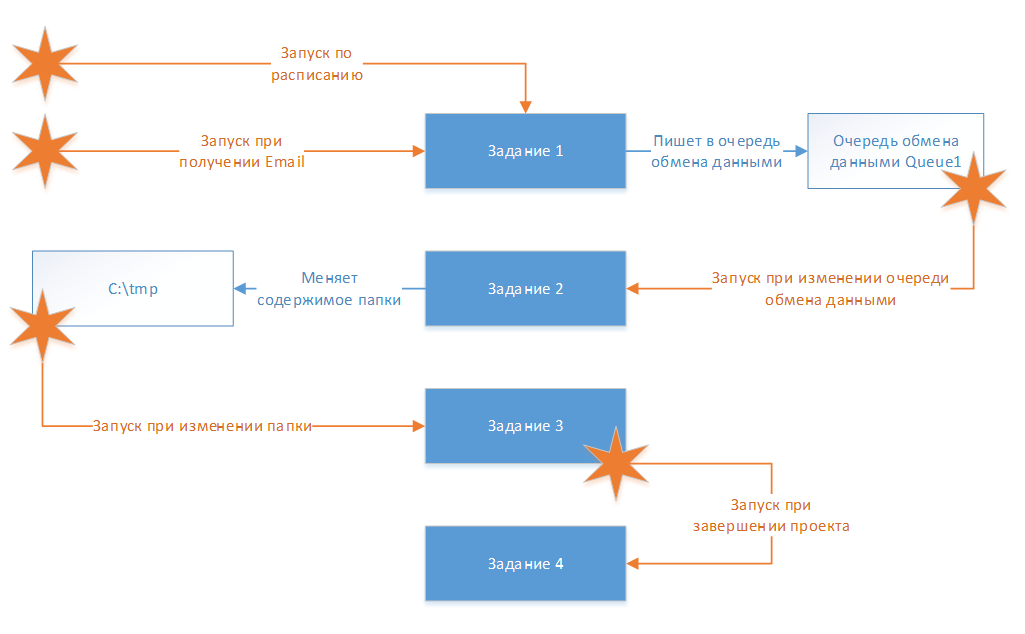 Запуск по
расписанию
Запуск при
получении Email
Задание 1
Пишет в очередь
обмена данными
Очередь обмена
данными Queue1
C:\tmp
Меняет
содержимое папки
Задание 2
Запуск при изменении очереди
обмена данными
Запуск при изменении папки
Задание 3
Запуск при
завершении проекта
Задание 4